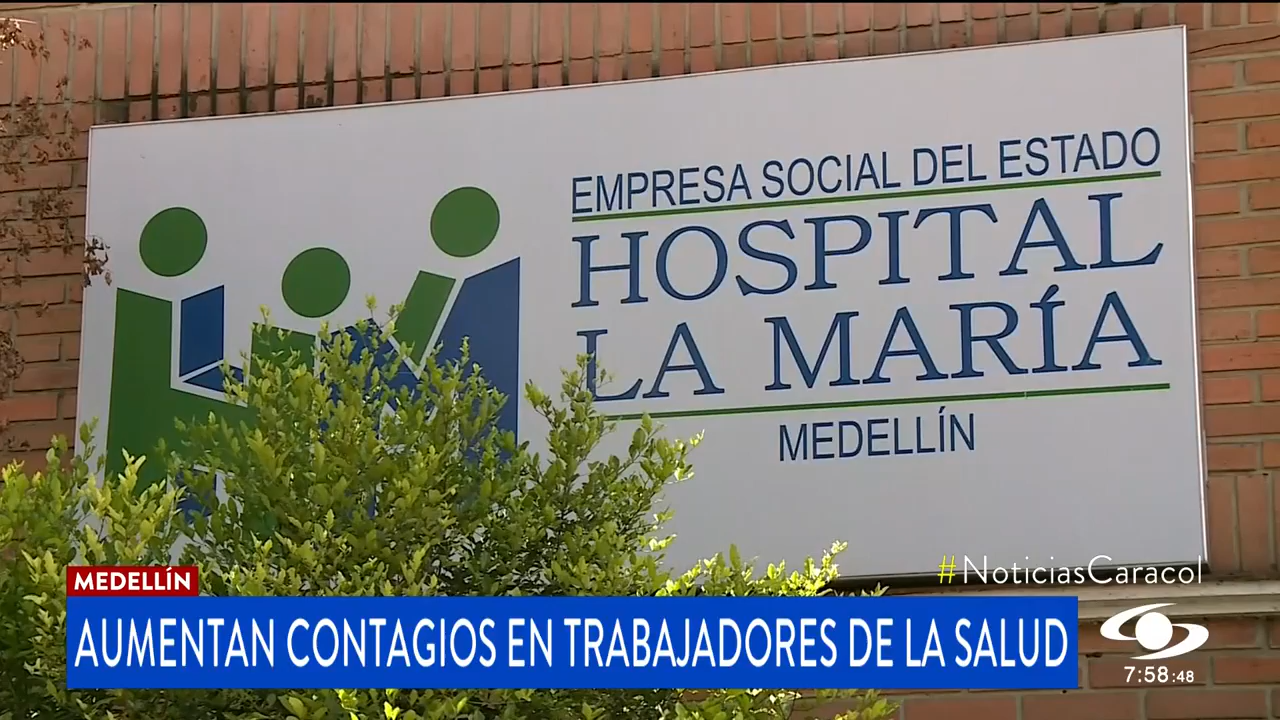 EMPRESA SOCIAL DEL ESTADO
HOSPITAL
LA MARÍA
MEDELLÍN
#NoticiasCaracol
MEDELLÍN
AUMENTAN CONTAGIOS EN TRABAJADORES DE LA SALUD
7:58:48